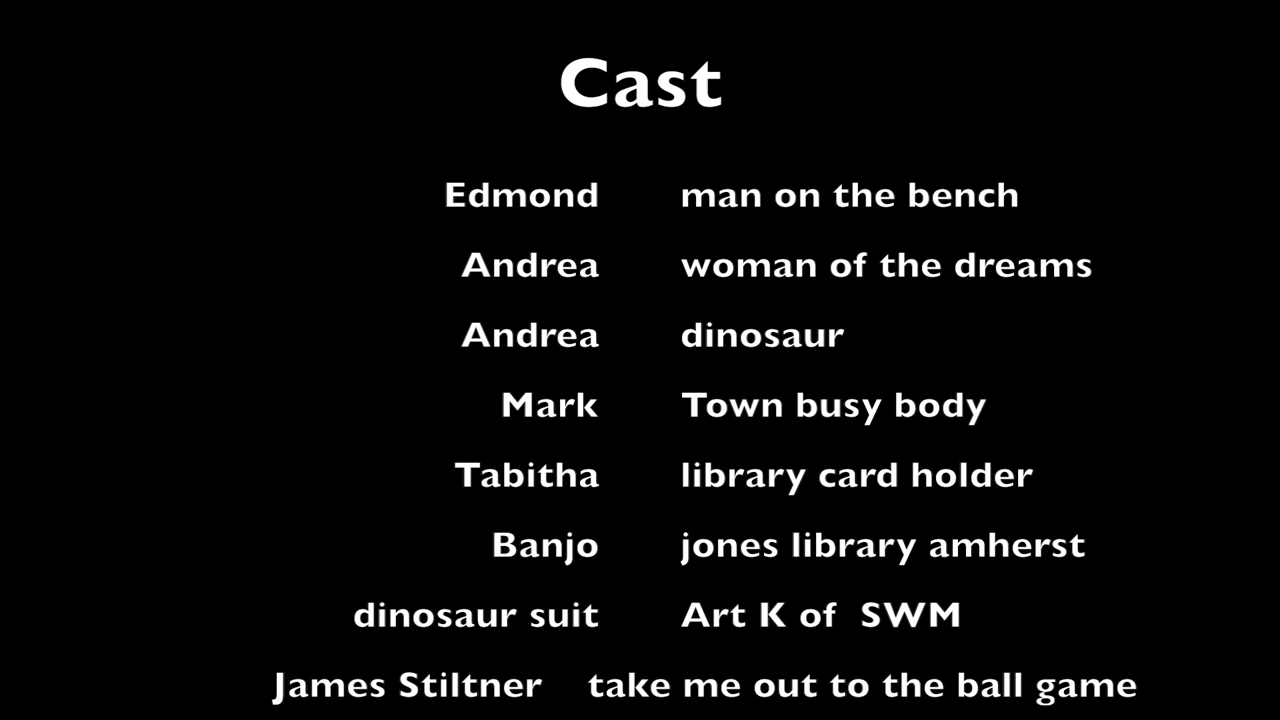 Cast
Edmond man on the bench
Andrea woman of the dreams
Andrea dinosaur
Mark Town busy body
Tabitha library card holder
Banjo jones library amherst
dinosaur suit Art K of SWM
James Stiltner take me out to the ball game